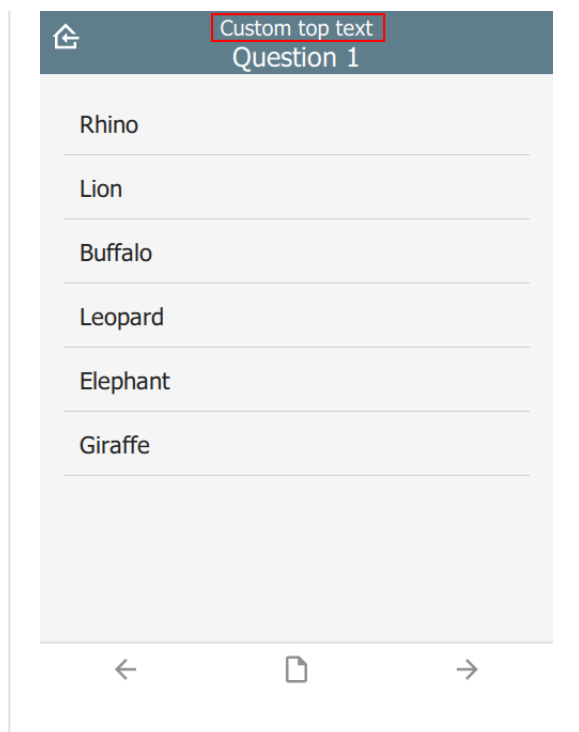 Custom top text
Question 1
Rhino
Lion
Buffalo
Leopard
Elephant
Giraffe